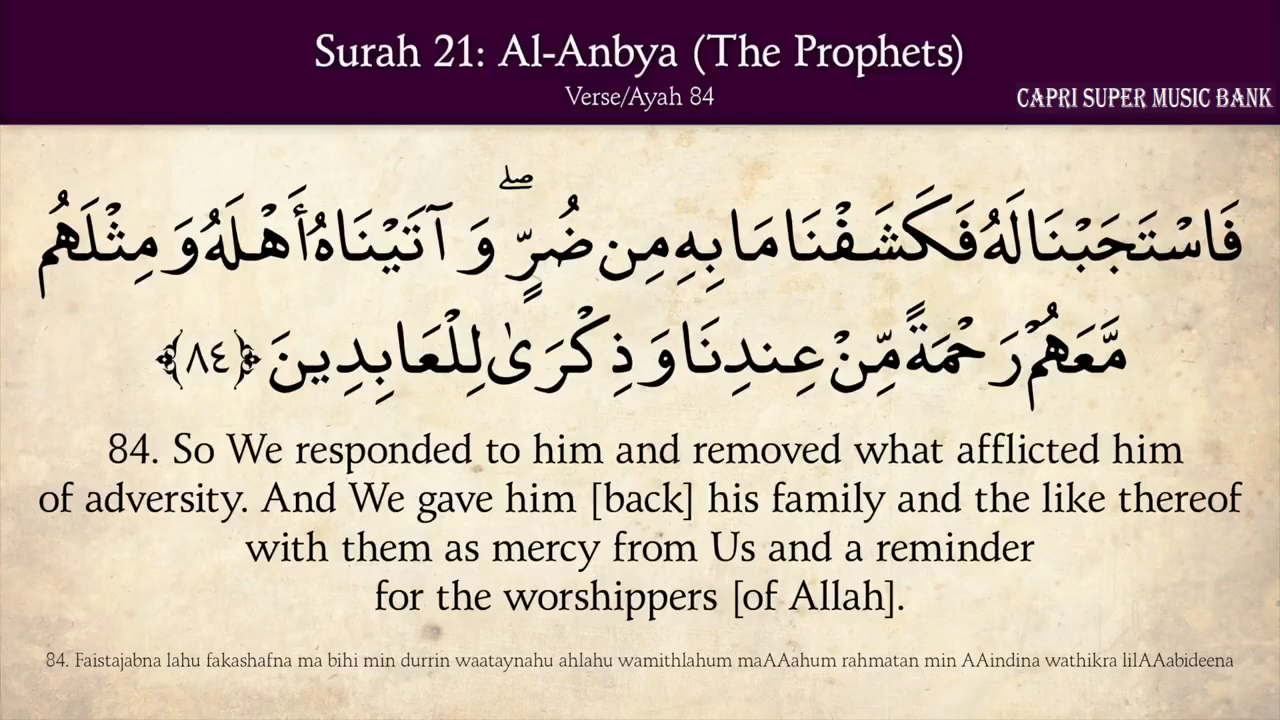 Surah 21: Al-Anbya (The Prophets)
Verse/Ayah 84
CAPRI SUPER MUSIC BANK
فَاسْتَجَبْنَا لَهُ فَكَشَفْنَا مَا بِهِ مِن ضُرٍّ ۖ وَآتَيْنَاهُ أَهْلَهُ وَمِثْلَهُم
مَّعَهُمْ رَحْمَةً مِّنْ عِندِنَا وَذِكْرَىٰ لِلْعَابِدِينَ ﴿٨٤﴾
84. So We responded to him and removed what afflicted him
of adversity. And We gave him [back] his family and the like thereof
with them as mercy from Us and a reminder
for the worshippers [of Allah].
84. Faistajabna lahu fakashafna ma bihi min durrin waataynahu ahlahu wamithlahum maAAahum rahmatan min AAindina wathikra lilAAabideena